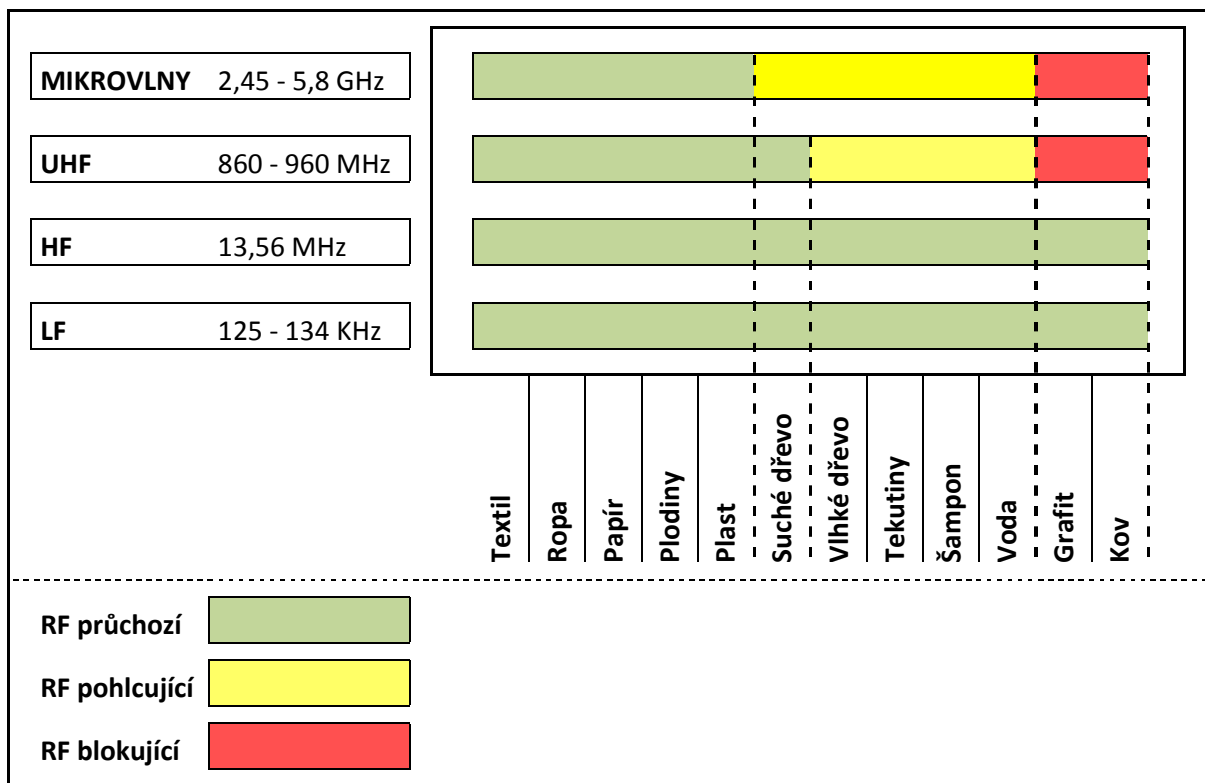 MIKROVLNY 2,45 - 5,8 GHz
UHF 860 - 960 MHz
HF 13,56 MHz
LF 125 - 134 KHz
Textil
Ropa
Papír
Plodiny
Plast
Suché dřevo
Vlhké dřevo
Tekutiny
Šampon
Voda
Grafit
Kov
RF průchozí
RF pohlcující
RF blokující